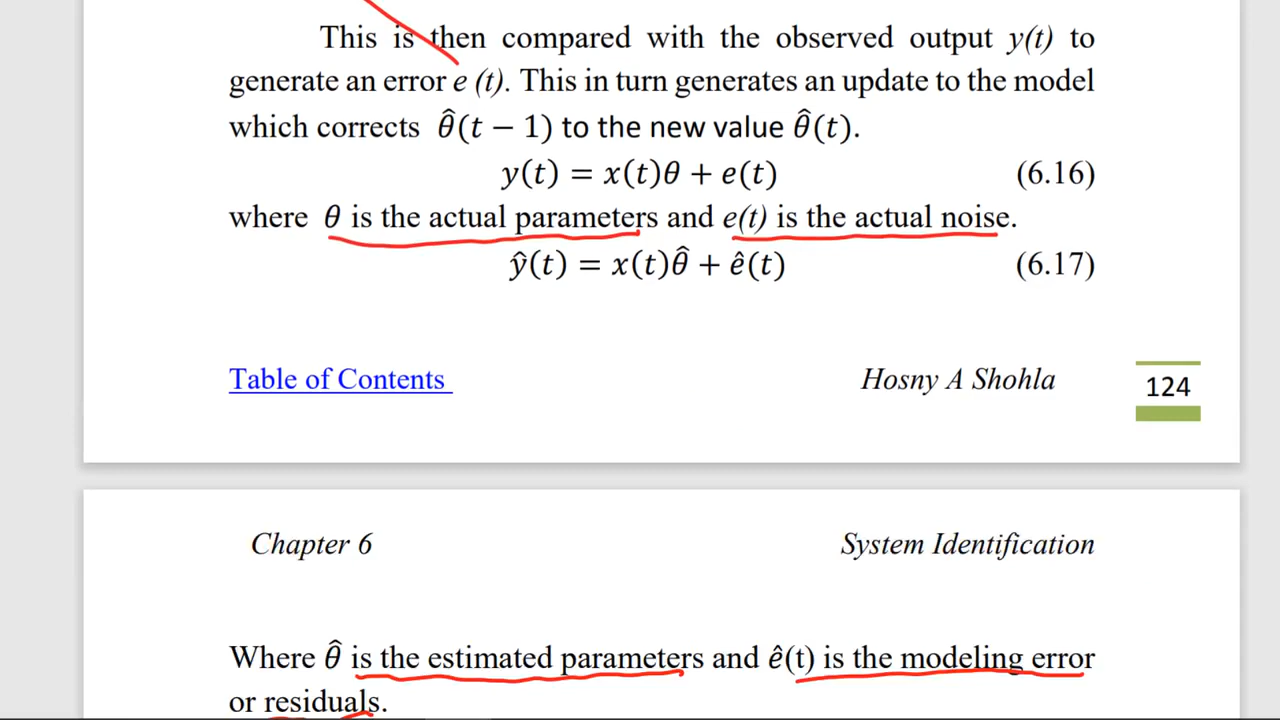 This is then compared with the observed output y(t) to
generate an error e (t). This in turn generates an update to the model
which corrects θ̂(t − 1) to the new value θ̂(t).
y(t) = x(t)θ + e(t) (6.16)
where θ is the actual parameters and e(t) is the actual noise.
ŷ(t) = x(t)θ̂ + ê(t) (6.17)
Table of Contents Hosny A Shohla 124
Chapter 6 System Identification
Where θ̂ is the estimated parameters and ê(t) is the modeling error
or residuals.